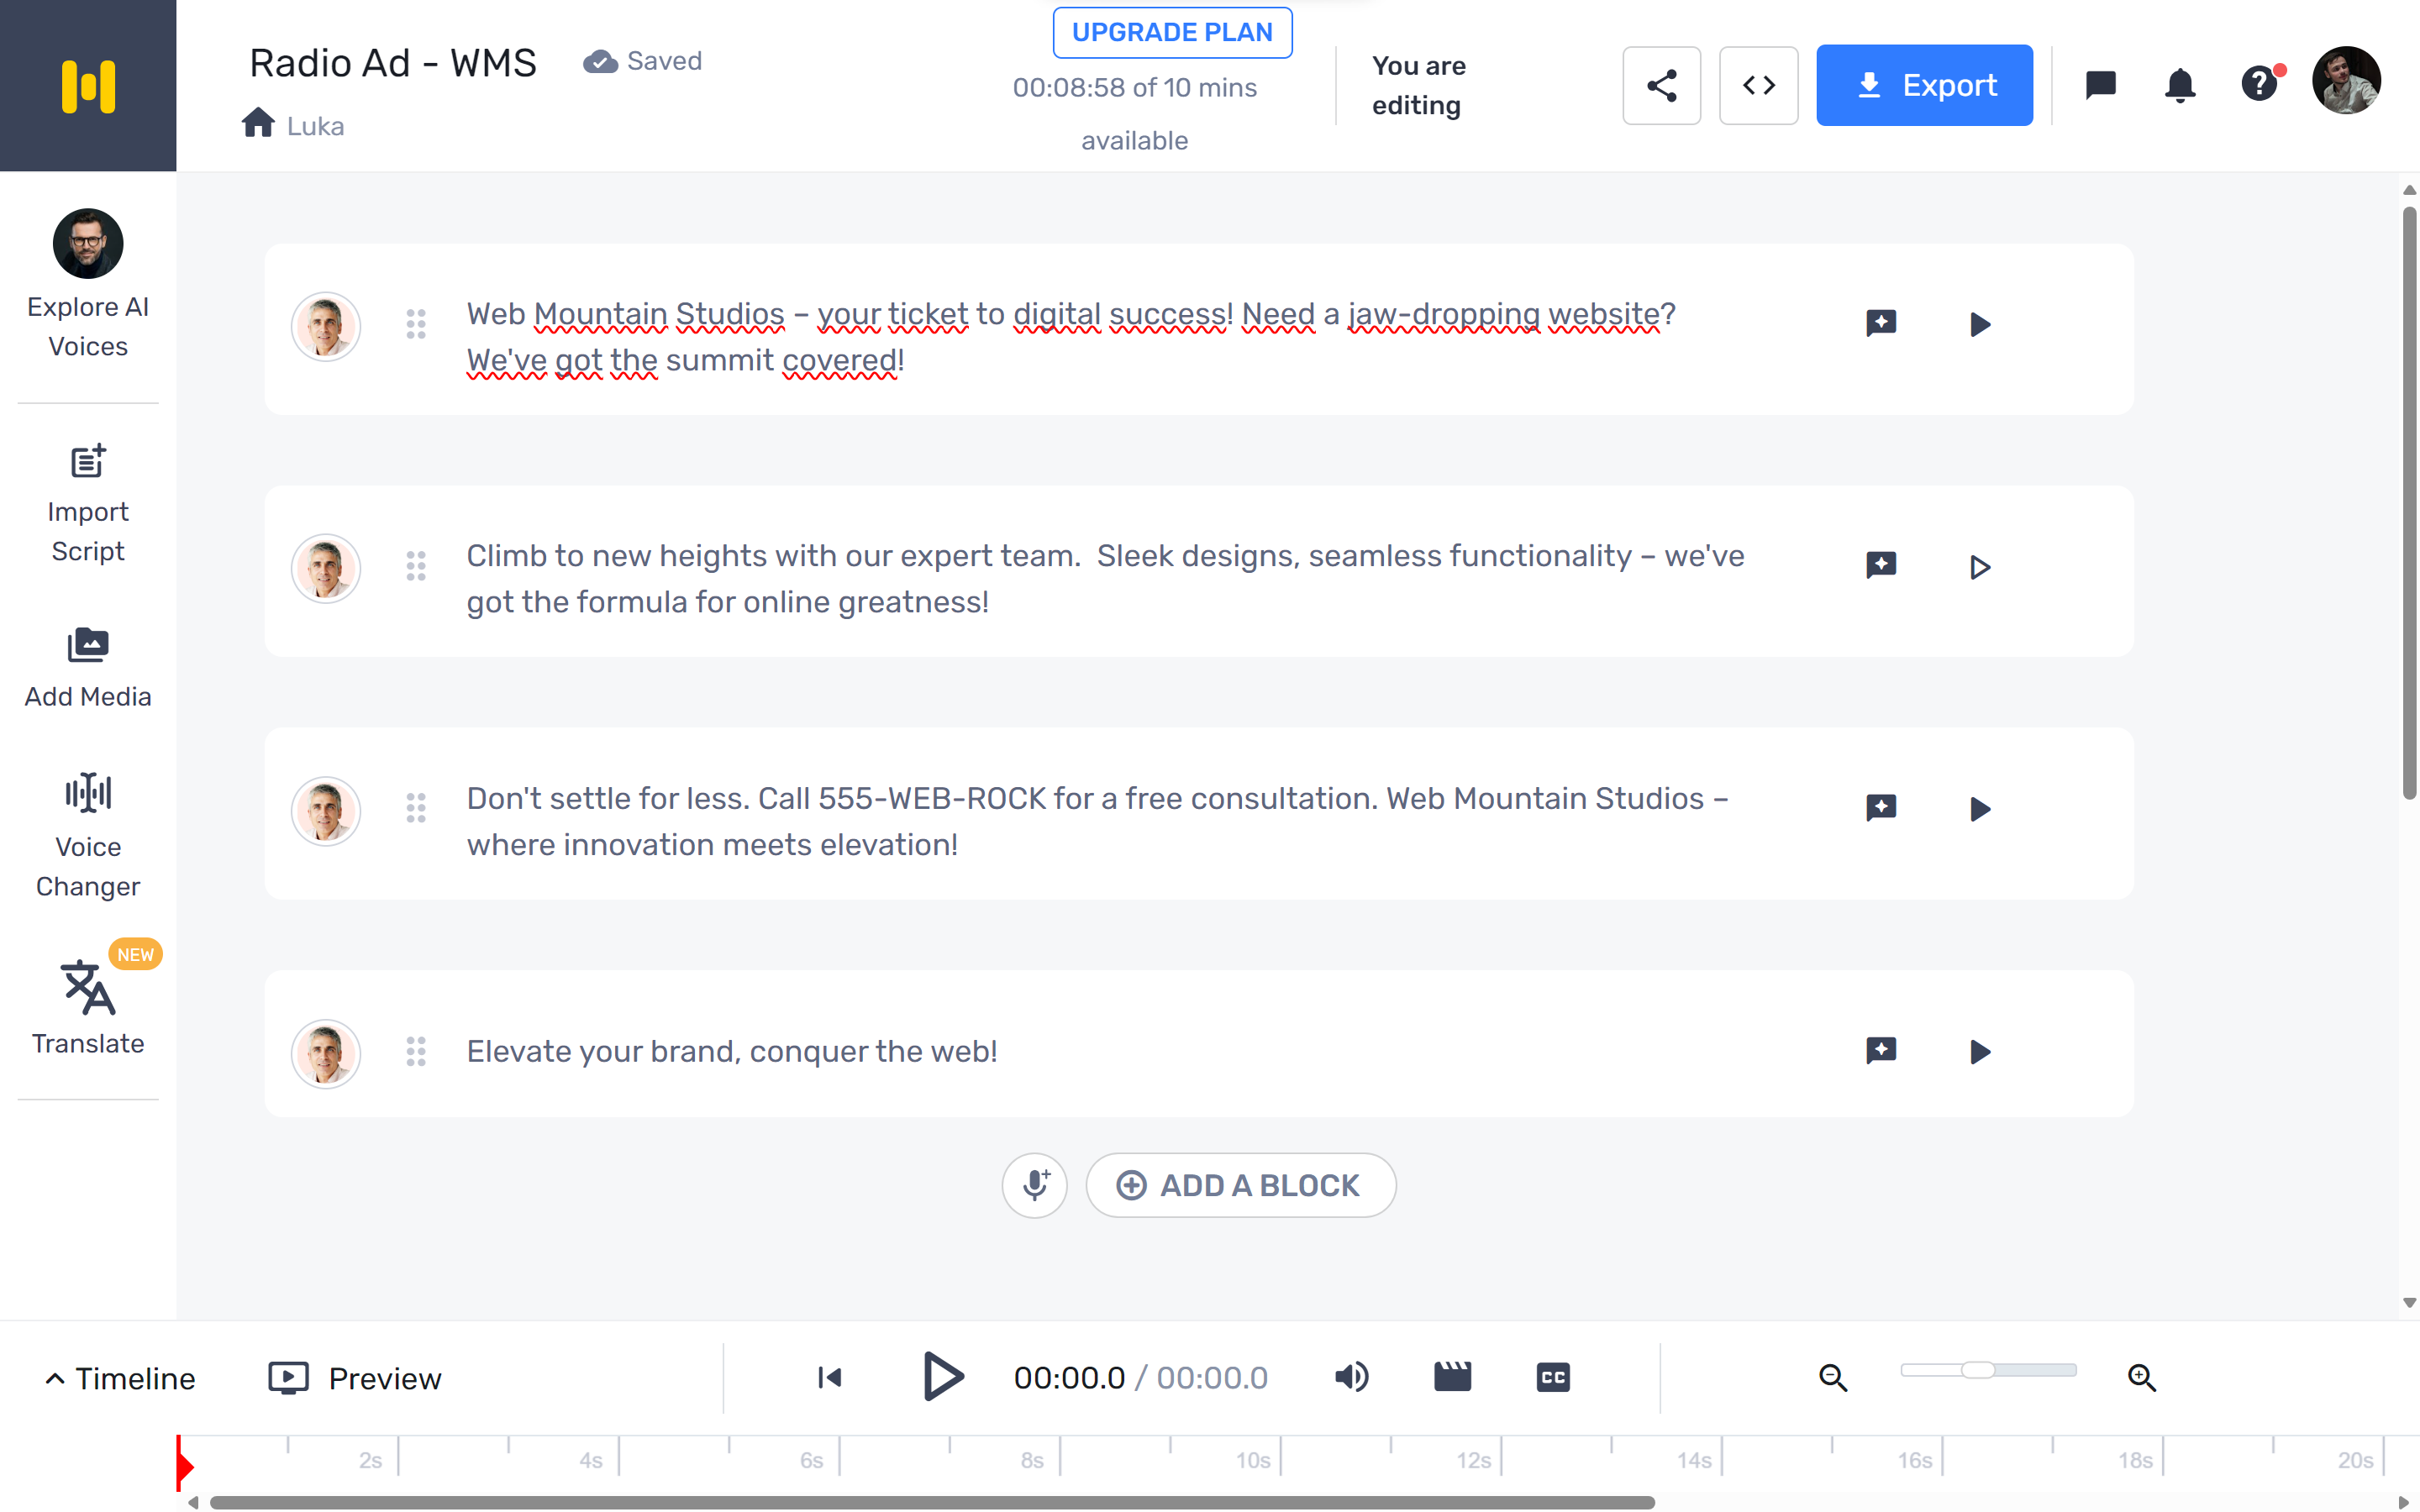 Radio Ad - WMS
Saved
Luka
UPGRADE PLAN
00:08:58 of 10 mins
available
You are
editing
Export
Explore AI
Voices
Import
Script
Add Media
Voice
Changer
NEW
Translate
Web Mountain Studios – your ticket to digital success! Need a jaw-dropping website?
We've got the summit covered!
Climb to new heights with our expert team.  Sleek designs, seamless functionality – we've
got the formula for online greatness!
Don't settle for less. Call 555-WEB-ROCK for a free consultation. Web Mountain Studios –
where innovation meets elevation!
Elevate your brand, conquer the web!
ADD A BLOCK
Timeline
Preview
00:00.0 / 00:00.0
CC
2s 4s 6s 8s 10s 12s 14s 16s 18s 20s